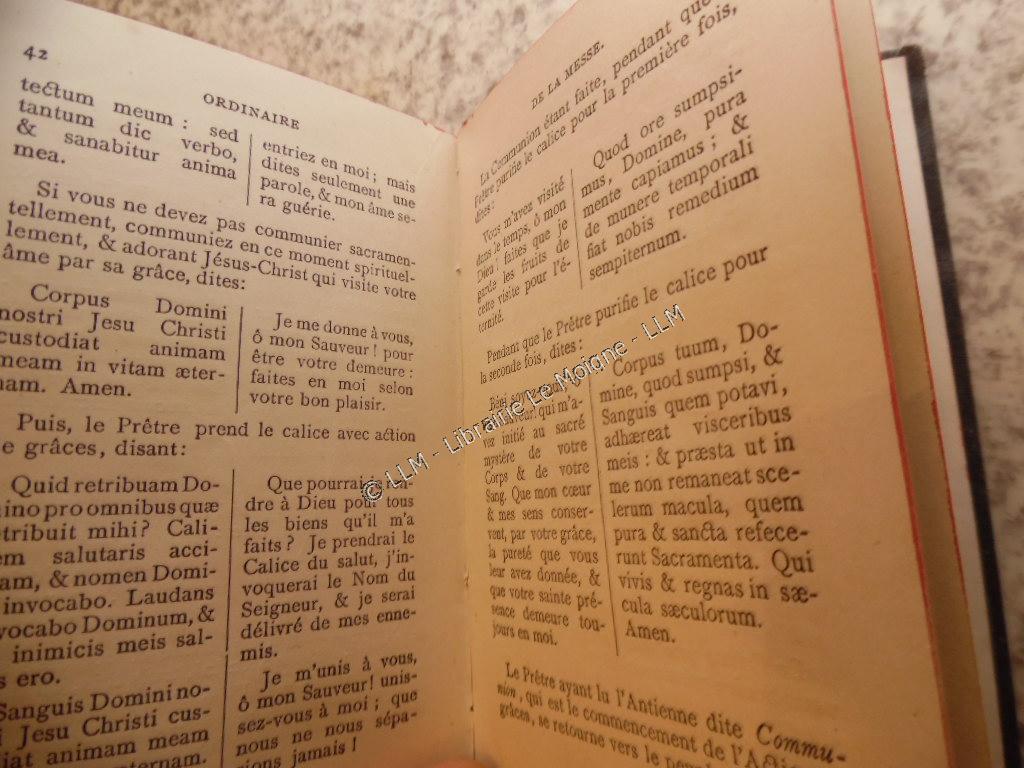 42
ORDINAIRE
tectum meum : sed
tantum dic verbo,
& sanabitur anima
mea.
entriez en moi ; mais
dites seulement une
parole, & mon âme se-
ra guérie.
Si vous ne devez pas communier sacramen-
tellement, communiez en ce moment spirituel-
lement, & adorant Jésus-Christ qui visite votre
âme par sa grâce, dites:
Corpus Domini
nostri Jesu Christi
custodiat animam
meam in vitam æter-
nam. Amen.
Je me donne à vous,
ô mon Sauveur ! pour
être votre demeure :
faites en moi selon
votre bon plaisir.
Puis, le Prêtre prend le calice avec action
e grâces, disant:
Quid retribuam Do-
ino pro omnibus quæ
etribuit mihi? Cali-
em salutaris acci-
iam, & nomen Domi-
invocabo. Laudans
vocabo Dominum, &
inimicis meis sal-
s ero.
Que pourrai-je
dre à Dieu pour tous
les biens qu'il m'a
faits ? Je prendrai le
Calice du salut, j'in-
voquerai le Nom du
Seigneur, & je serai
délivré de mes enne-
mis.
Sanguis Domini no-
i Jesu Christi cus-
iat animam meam
ternam.
Je m'unis à vous,
ô mon Sauveur ! unis-
sez-vous à moi ; que
nous ne nous sépa-
rions jamais !
DE LA MESSE.
La Communion étant faite, pendant que
Prêtre purifie le calice pour la première fois,
dites :
Vous m'avez visité
dans le temps, ô mon
Dieu ! faites que je
garde les fruits de
cette visite pour l'é-
ternité.
Quod ore sumpsi-
mus, Domine, pura
mente capiamus ; &
de munere temporali
fiat nobis remedium
sempiternum.
Pendant que le Prêtre purifie le calice pour
la seconde fois, dites :
Béni soyez
Sauveur! qui m'a-
vez initié au sacré
mystère de votre
Corps & de votre
Sang. Que mon cœur
& mes sens conser-
vent, par votre grâce,
la pureté que vous
leur avez donnée, &
que votre sainte pré-
sence demeure tou-
jours en moi.
Corpus tuum, Do-
mine, quod sumpsi, &
Sanguis quem potavi,
adhæreat visceribus
meis : & præsta ut in
me non remaneat sce-
lerum macula, quem
pura & sancta refece-
runt Sacramenta. Qui
vivis & regnas in sæ-
cula sæculorum.
Amen.
Le Prêtre ayant lu l'Antienne dite Commu-
nion, qui est le commencement de l'Action
grâces, se retourne vers le
© LLM - Librairie Le Moigne - LLM